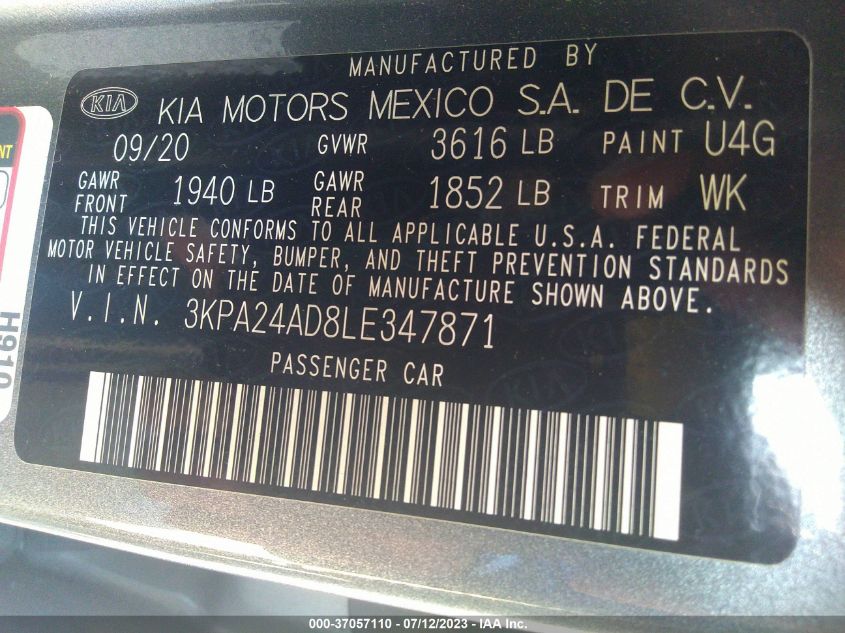 MANUFACTURED BY
KIA KIA MOTORS MEXICO S.A. DE C.V.
09/20 GVWR 3616 LB PAINT U4G
GAWR FRONT 1940 LB GAWR REAR 1852 LB TRIM WK
THIS VEHICLE CONFORMS TO ALL APPLICABLE U.S.A. FEDERAL
MOTOR VEHICLE SAFETY, BUMPER, AND THEFT PREVENTION STANDARDS
IN EFFECT ON THE DATE OF MANUFACTURE SHOWN ABOVE.
V.I.N. 3KPA24AD8LE347871
PASSENGER CAR
H910
000-37057110 - 07/12/2023 - ©IAA Inc.